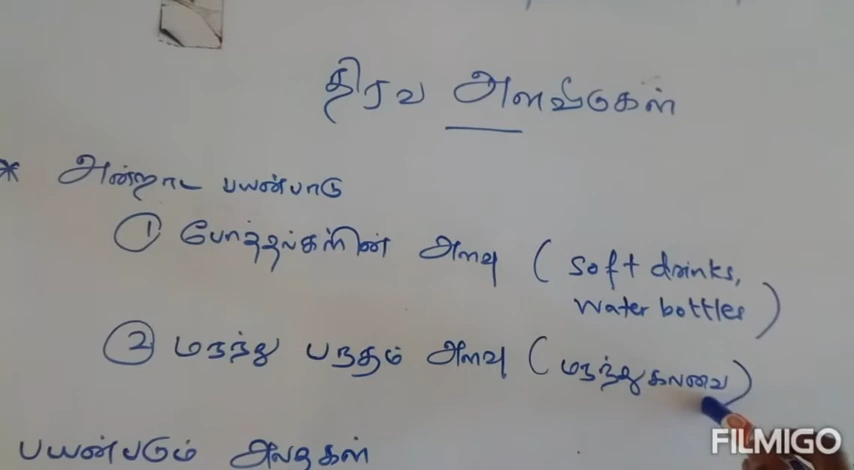 திரவ அளவீடுகள்
* அன்றாட பயன்பாடு
① போத்தல்களின் அளவு ( soft drinks,
water bottles )
② மருந்து பருகும் அளவு ( மருந்துகலவை )
பயன்படும் அலகுகள்
FILMIGO